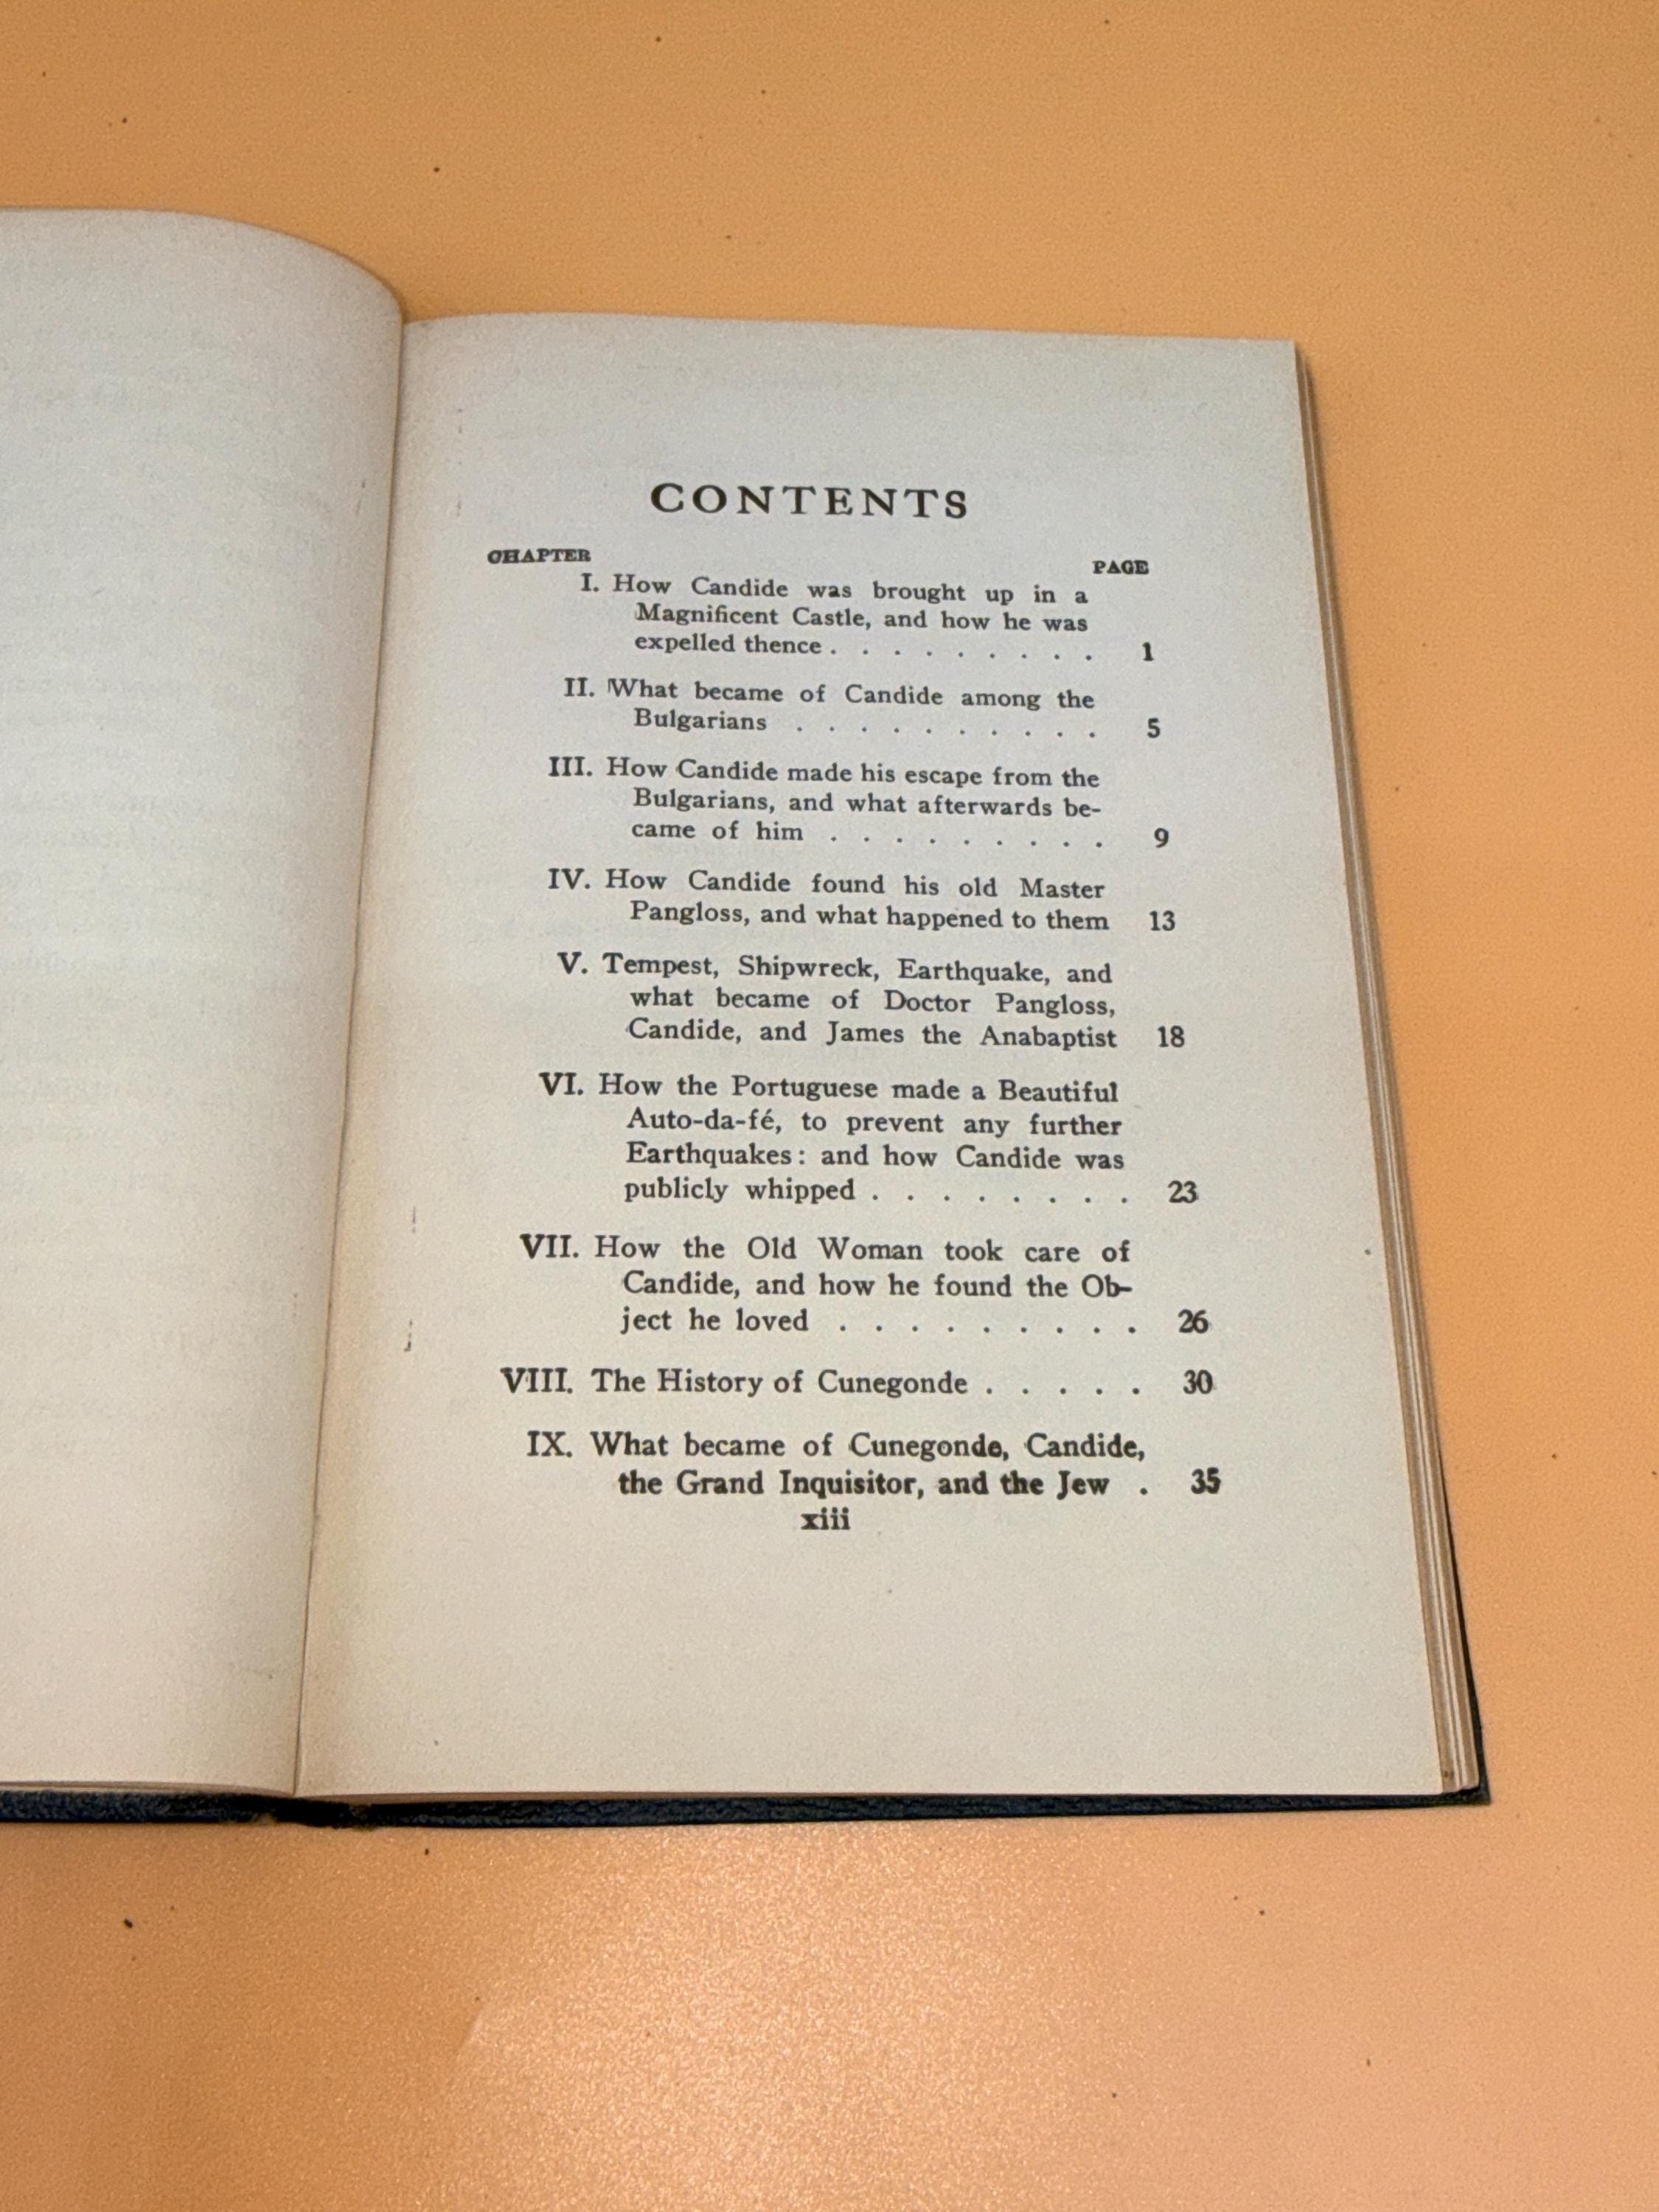 CONTENTS
CHAPTER PAGE
I. How Candide was brought up in a
Magnificent Castle, and how he was
expelled thence . . . . . . . . . 1
II. What became of Candide among the
Bulgarians . . . . . . . . . . 5
III. How Candide made his escape from the
Bulgarians, and what afterwards be-
came of him . . . . . . . . . 9
IV. How Candide found his old Master
Pangloss, and what happened to them 13
V. Tempest, Shipwreck, Earthquake, and
what became of Doctor Pangloss,
Candide, and James the Anabaptist 18
VI. How the Portuguese made a Beautiful
Auto-da-fé, to prevent any further
Earthquakes: and how Candide was
publicly whipped . . . . . . . . 23
VII. How the Old Woman took care of
Candide, and how he found the Ob-
ject he loved . . . . . . . . . 26
VIII. The History of Cunegonde . . . . . 30
IX. What became of Cunegonde, Candide,
the Grand Inquisitor, and the Jew . 35
xiii